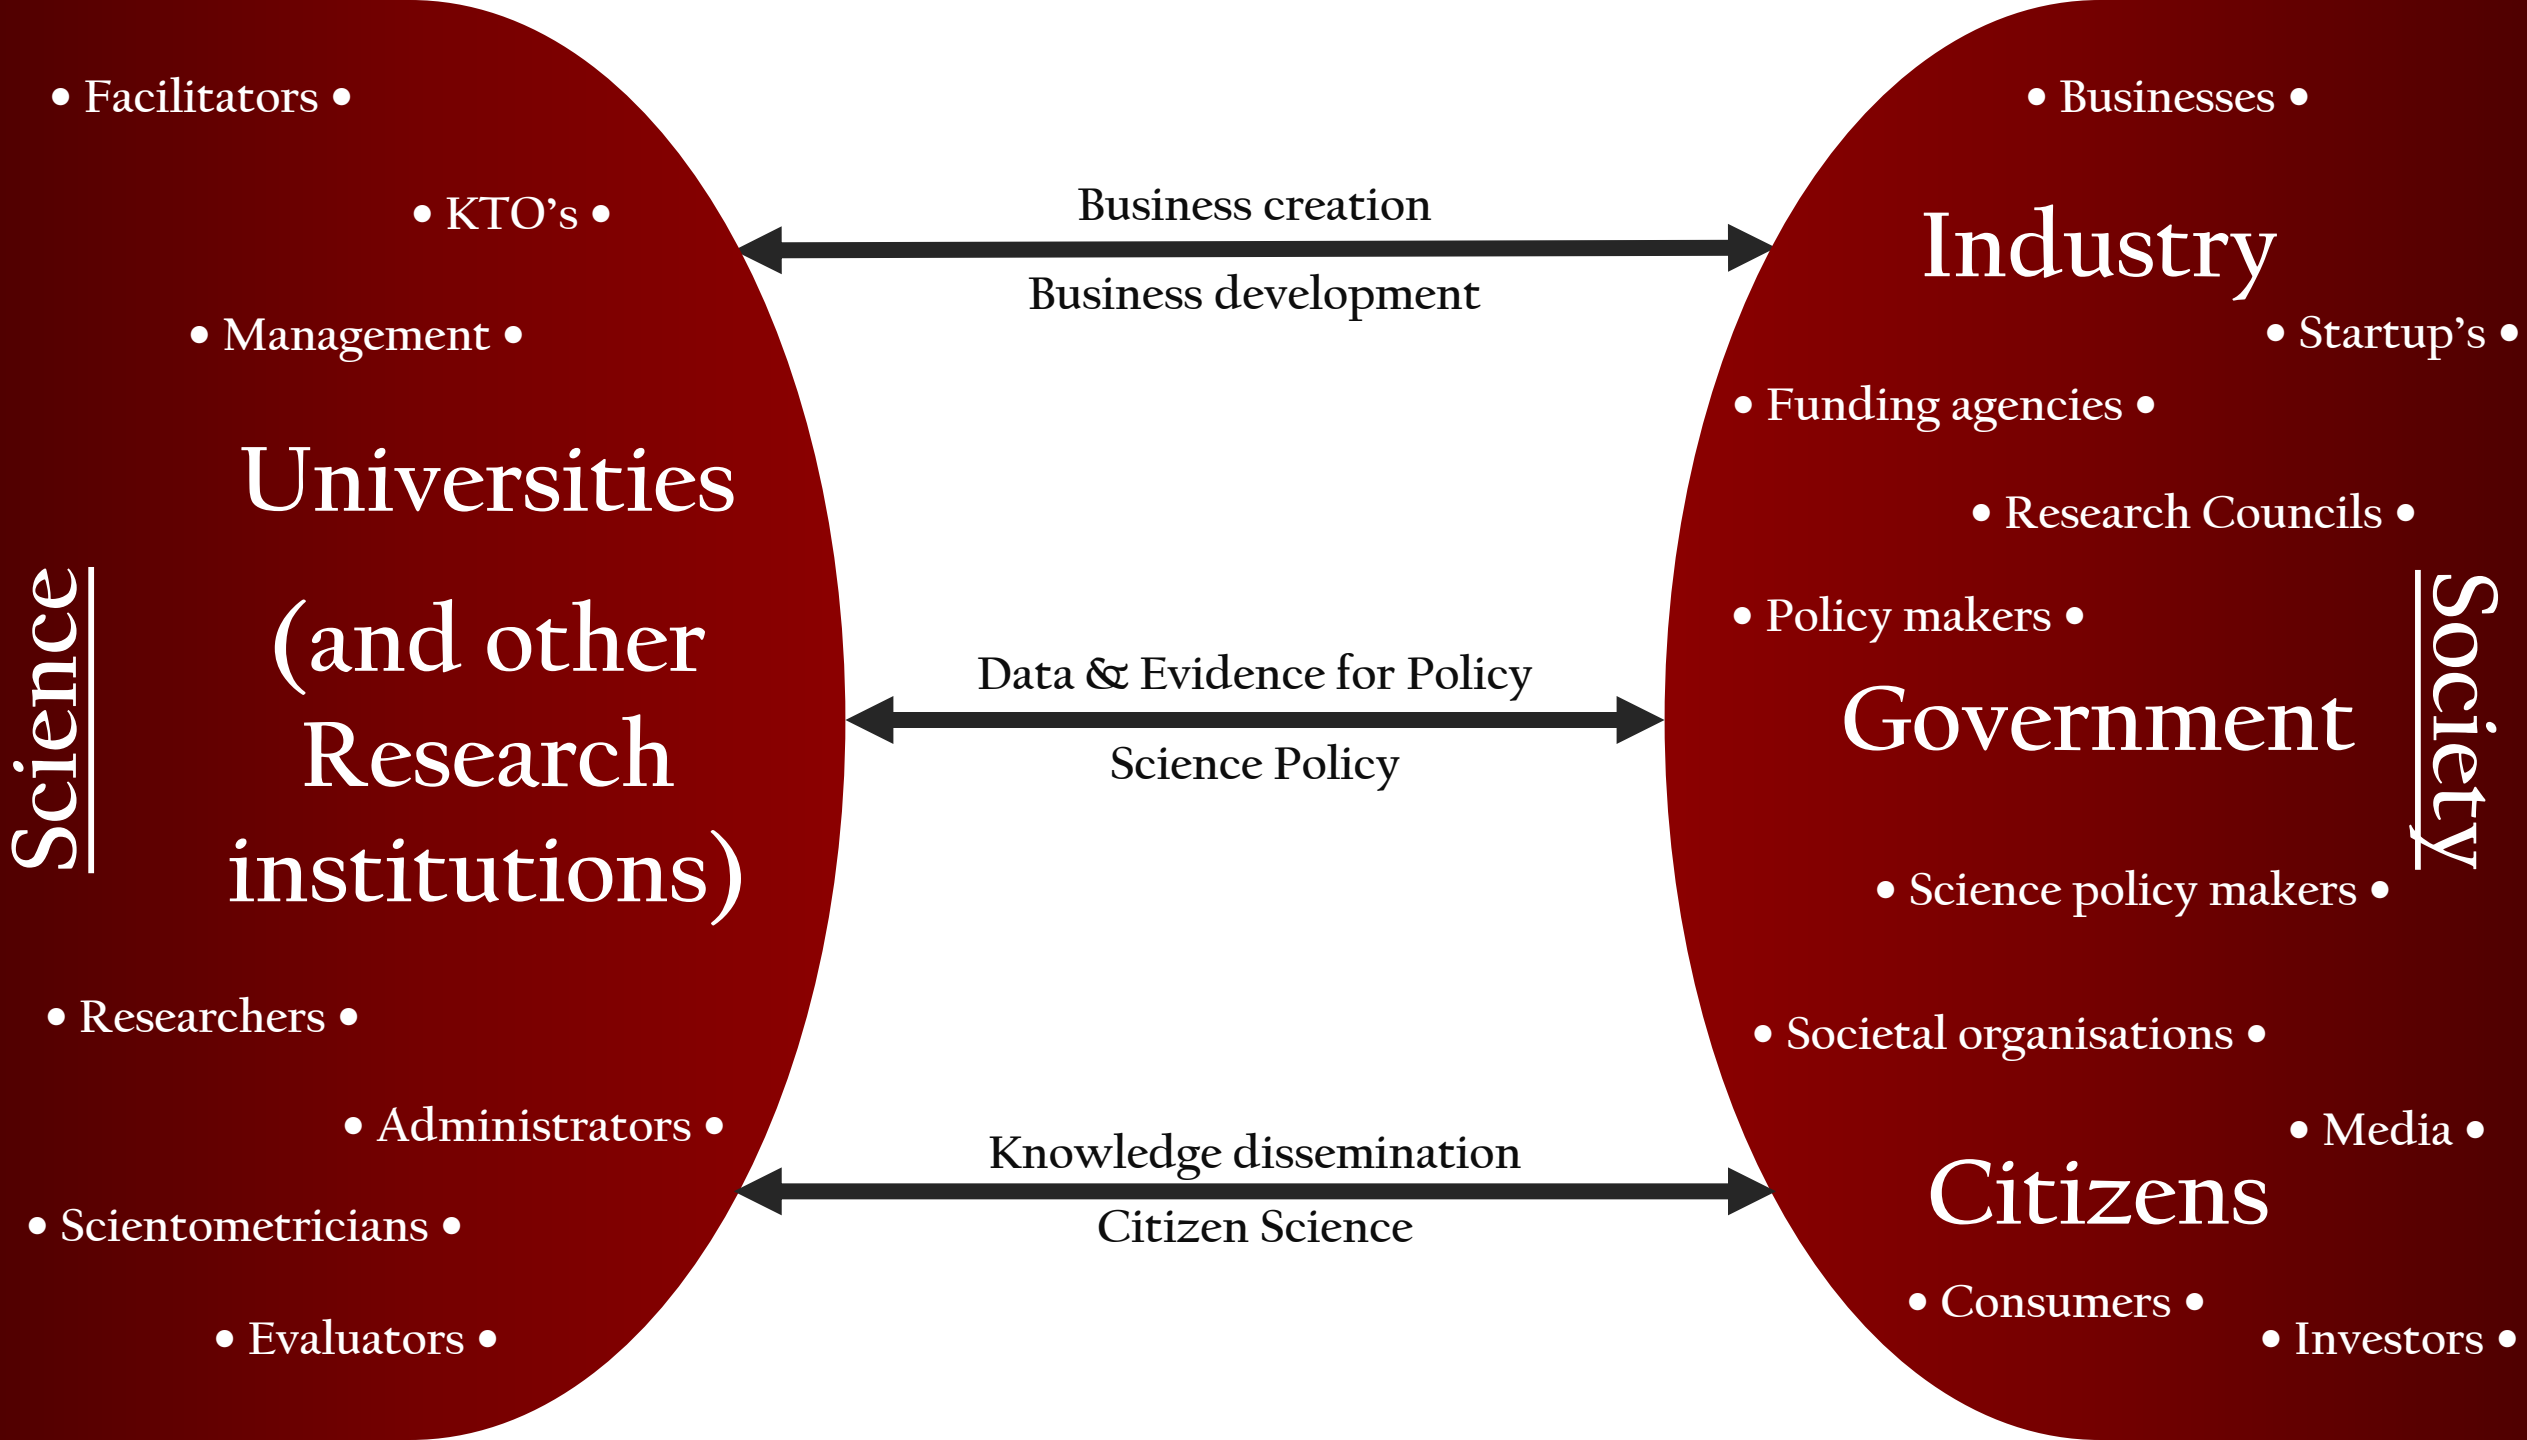 • Facilitators •
• KTO's •
• Management •
Universities
(and other
Research
institutions)
Science
• Researchers •
• Administrators •
• Scientometricians •
• Evaluators •
Business creation
Business development
Data & Evidence for Policy
Science Policy
Knowledge dissemination
Citizen Science
• Businesses •
Industry
• Startup's •
• Funding agencies •
• Research Councils •
• Policy makers •
Government
Society
• Science policy makers •
• Societal organisations •
• Media •
Citizens
• Consumers •
• Investors •